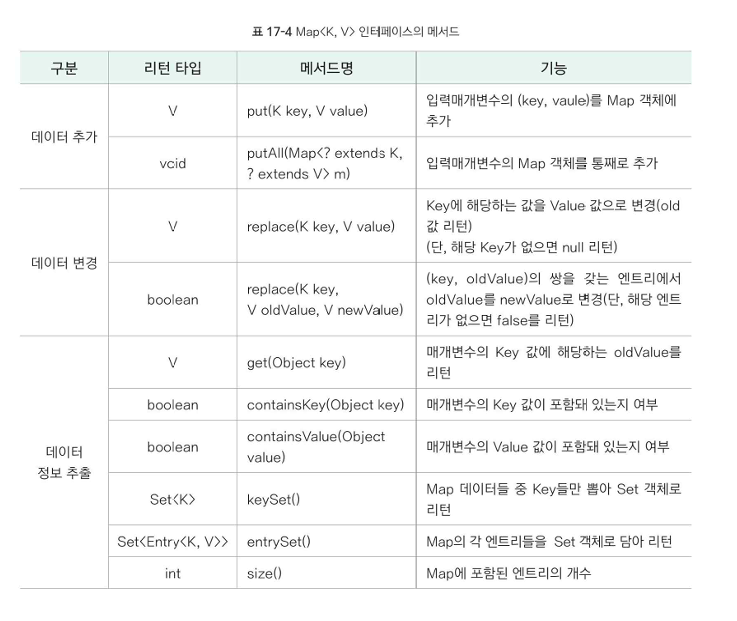 표 17-4 Map<K, V> 인터페이스의 메서드
구분 리턴 타입 메서드명 기능
데이터 추가
V
put(K key, V value)
입력매개변수의 (key, vaule)를 Map 객체에
추가
vcid
putAll(Map<? extends K,
? extends V> m)
입력매개변수의 Map 객체를 통째로 추가
데이터 변경
V
replace(K key, V value)
Key에 해당하는 값을 Value 값으로 변경(old
값 리턴)
(단, 해당 Key가 없으면 null 리턴)
boolean
replace(K key,
V oldValue, V newValue)
(key, oldValue)의 쌍을 갖는 엔트리에서
oldValue를 newValue로 변경(단, 해당 엔트
리가 없으면 false를 리턴)
데이터
정보 추출
V
get(Object key)
매개변수의 Key 값에 해당하는 oldValue를
리턴
boolean
containsKey(Object key)
매개변수의 Key 값이 포함돼 있는지 여부
boolean
containsValue(Object
value)
매개변수의 Value 값이 포함돼 있는지 여부
Set<K>
keySet()
Map 데이터들 중 Key들만 뽑아 Set 객체로
리턴
Set<Entry<K, V>>
entrySet()
Map의 각 엔트리들을 Set 객체로 담아 리턴
int
size()
Map에 포함된 엔트리의 개수